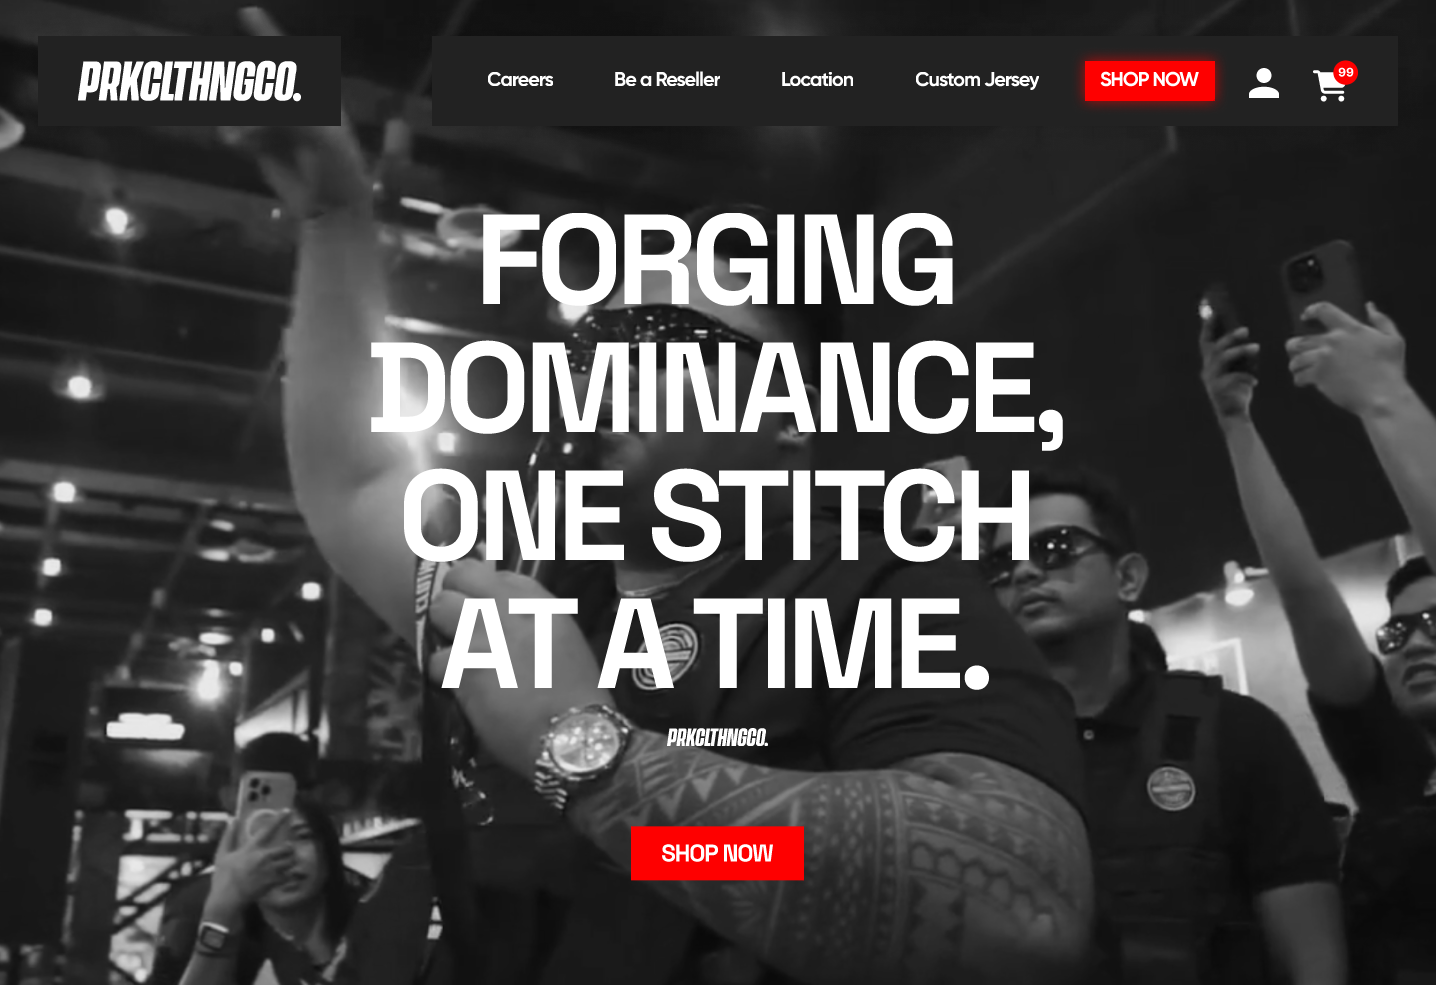 PRKCLTHNGCO.
Careers
Be a Reseller
Location
Custom Jersey
SHOP NOW
99
FORGING
DOMINANCE,
ONE STITCH
AT A TIME.
PRKCLTHNGCO.
SHOP NOW